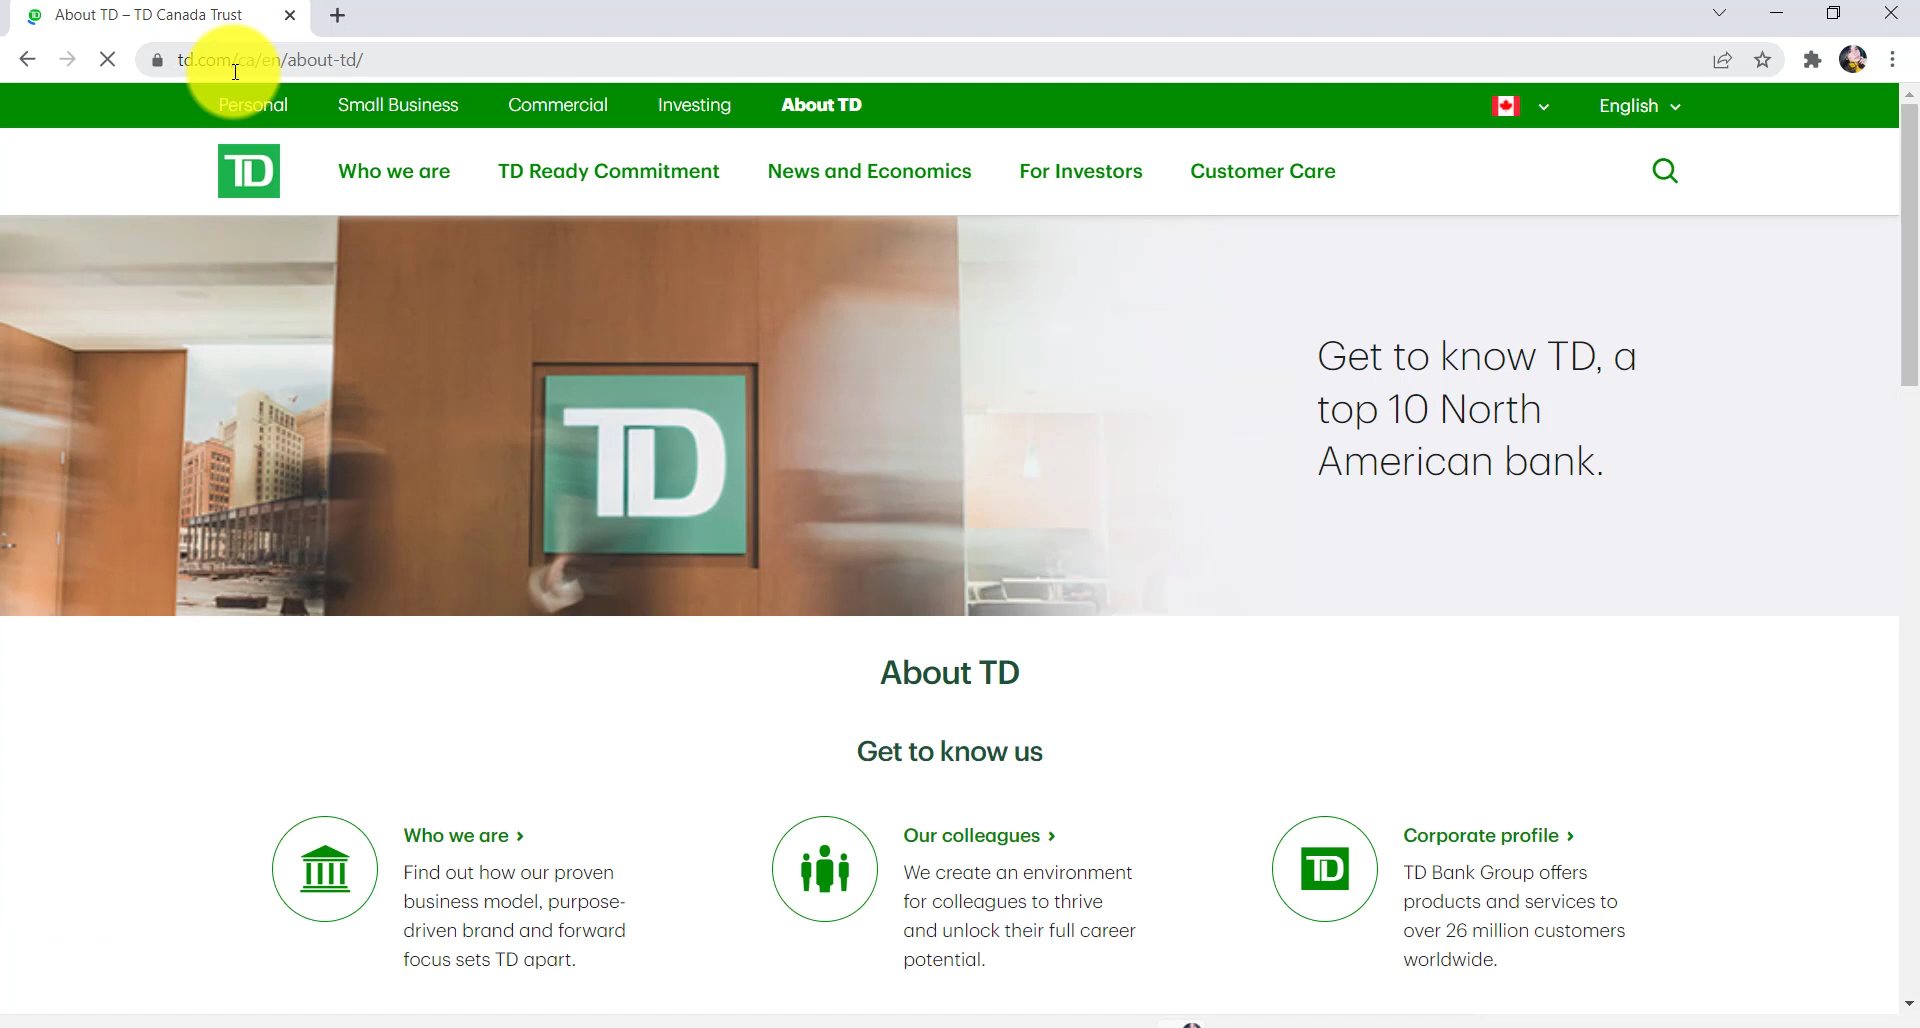 About TD – TD Canada Trust
td.com/ca/en/about-td/
Personal
Small Business
Commercial
Investing
About TD
English
TD
Who we are
TD Ready Commitment
News and Economics
For Investors
Customer Care
TD
Get to know TD, a
top 10 North
American bank.
About TD
Get to know us
Who we are ›
Find out how our proven
business model, purpose-
driven brand and forward
focus sets TD apart.
Our colleagues ›
We create an environment
for colleagues to thrive
and unlock their full career
potential.
TD
Corporate profile ›
TD Bank Group offers
products and services to
over 26 million customers
worldwide.